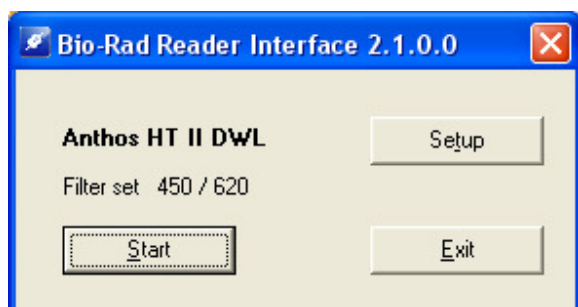 Bio-Rad Reader Interface 2.1.0.0
Anthos HT II DWL
Setup
Filter set 450 / 620
Start
Exit